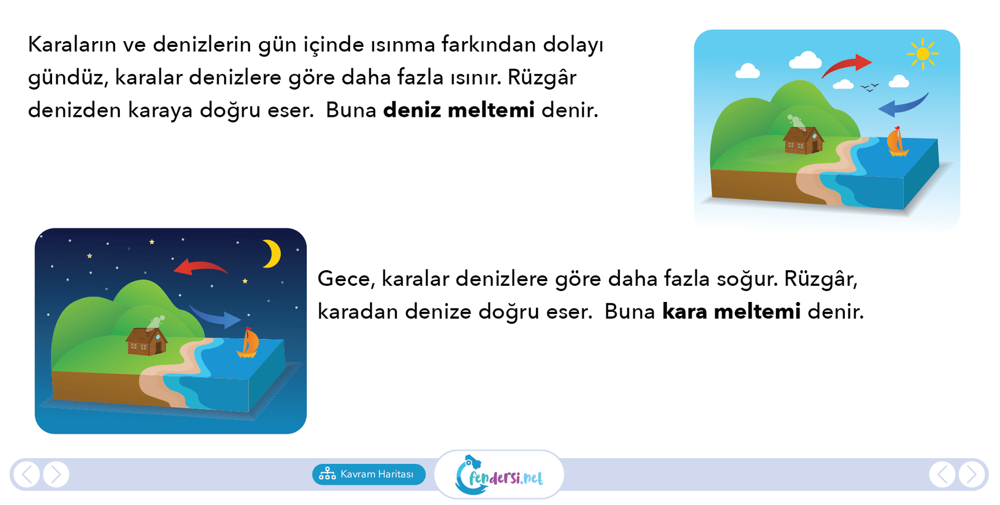 Karaların ve denizlerin gün içinde ısınma farkından dolayı
gündüz, karalar denizlere göre daha fazla ısınır. Rüzgâr
denizden karaya doğru eser.  Buna deniz meltemi denir.
Gece, karalar denizlere göre daha fazla soğur. Rüzgâr,
karadan denize doğru eser.  Buna kara meltemi denir.
Kavram Haritası
fendersi.net